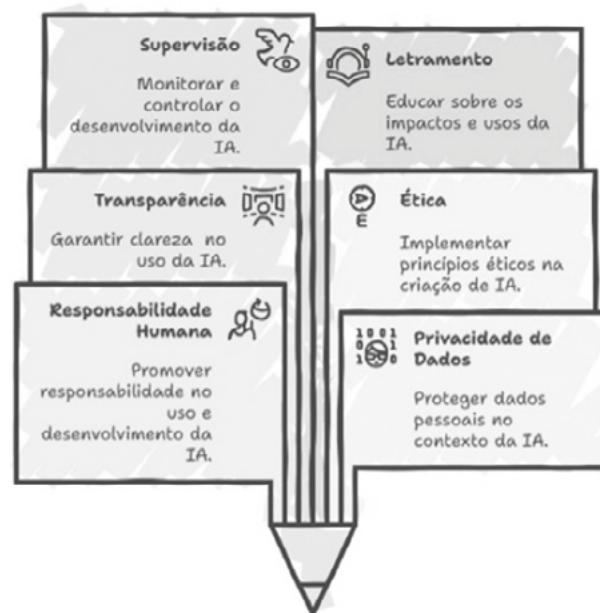 Supervisão
Monitorar e
controlar o
desenvolvimento da
IA.
Letramento
Educar sobre os
impactos e usos da
IA.
Transparência
Garantir clareza no
uso da IA.
Ética
Implementar
princípios éticos na
criação de IA.
Responsabilidade
Humana
Promover
responsabilidade no
uso e
desenvolvimento da
IA.
Privacidade de
Dados
Proteger dados
pessoais no
contexto da IA.